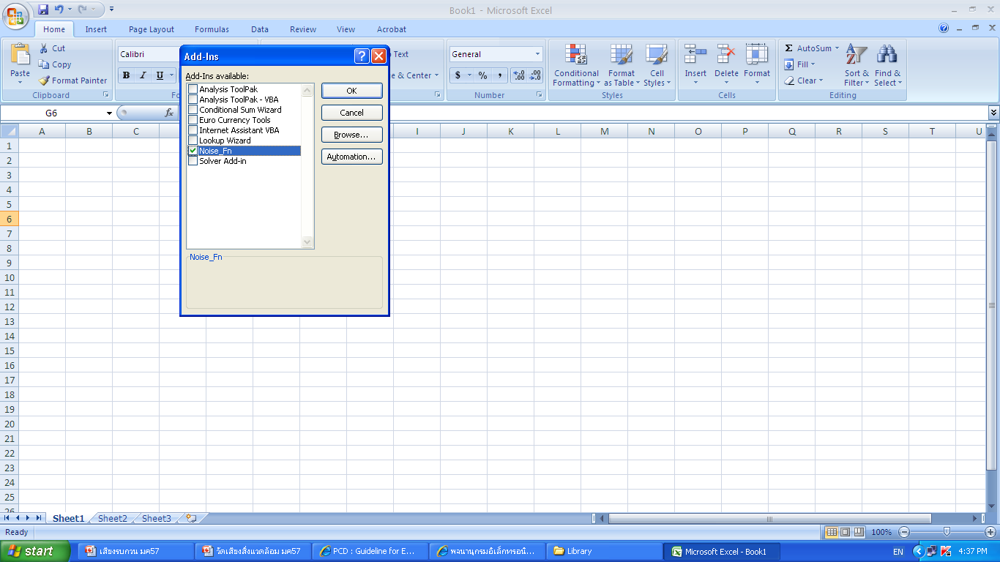 Book1 - Microsoft Excel
Home Insert Page Layout Formulas Data Review View Acrobat
Paste
Cut
Copy
Format Painter
Clipboard
Calibri
B I U
Fo
Text
e & Center
General
$ % , .00
Number
Conditional Formatting
Format as Table
Cell Styles
Styles
Insert Delete Format
Cells
Σ AutoSum
Fill
Clear
Sort & Filter
Find & Select
Editing
G6
fx
Add-Ins
?
Add-Ins available:
Analysis ToolPak
Analysis ToolPak - VBA
Conditional Sum Wizard
Euro Currency Tools
Internet Assistant VBA
Lookup Wizard
Noise_Fn
Solver Add-in
OK
Cancel
Browse...
Automation...
Noise_Fn
A B C I J K L M N O P Q R S T U
1
2
3
4
5
6
7
8
9
10
11
12
13
14
15
16
17
18
19
20
21
22
23
24
25
26
Sheet1 Sheet2 Sheet3
Ready
100%
start
เสียงรบกวน มค57
วัดเสียงสิ่งแวดล้อม มค57
PCD : Guideline for E...
พจนานุกรมอิเล็กทรอนิ...
Library
Microsoft Excel - Book1
EN
4:37 PM